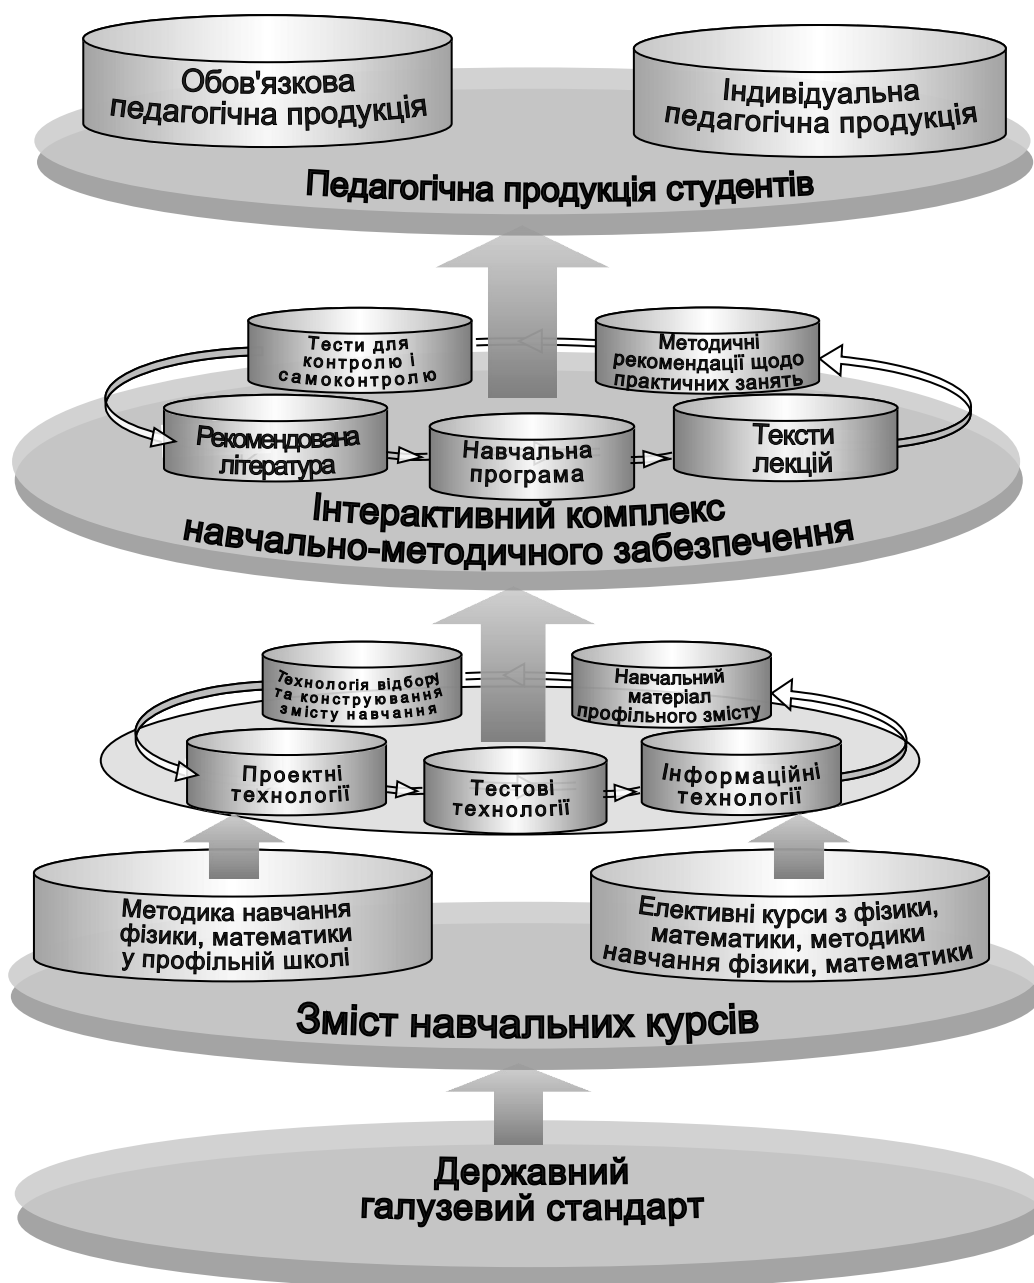 Обов'язкова
педагогічна продукція
Індивідуальна
педагогічна продукція
Педагогічна продукція студентів
Тести для
контролю і
самоконтролю
Методичні
рекомендації щодо
практичних занять
Рекомендована
література
Навчальна
програма
Тексти
лекцій
Інтерактивний комплекс
навчально-методичного забезпечення
Технологія відбору
та конструювання
змісту навчання
Навчальний
матеріал
профільного змісту
Проектні
технології
Тестові
технології
Інформаційні
технології
Методика навчання
фізики, математики
у профільній школі
Елективні курси з фізики,
математики, методики
навчання фізики, математики
Зміст навчальних курсів
Державний
галузевий стандарт